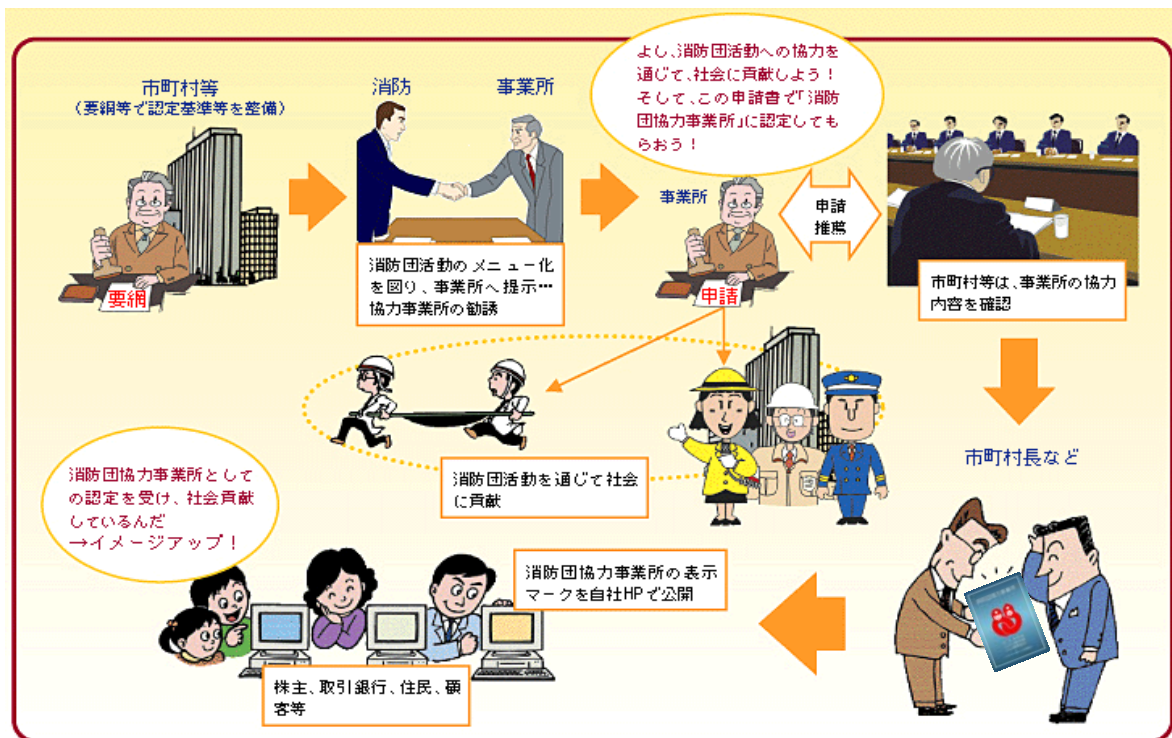 市町村等
（要綱等で認定基準等を整備）
要綱
消防
事業所
消防団活動のメニュー化
を図り、事業所へ提示…
協力事業所の勧誘
よし、消防団活動への協力を
通じて、社会に貢献しよう！
そして、この申請書で「消防
団協力事業所」に認定しても
らおう！
事業所
申請
申請
推薦
市町村等は、事業所の協力
内容を確認
消防団活動を通じて社会
に貢献
市町村長など
消防団協力事業所として
の認定を受け、社会貢献
しているんだ
→イメージアップ！
消防団協力事業所の表示
マークを自社HPで公開
株主、取引銀行、住民、顧
客等